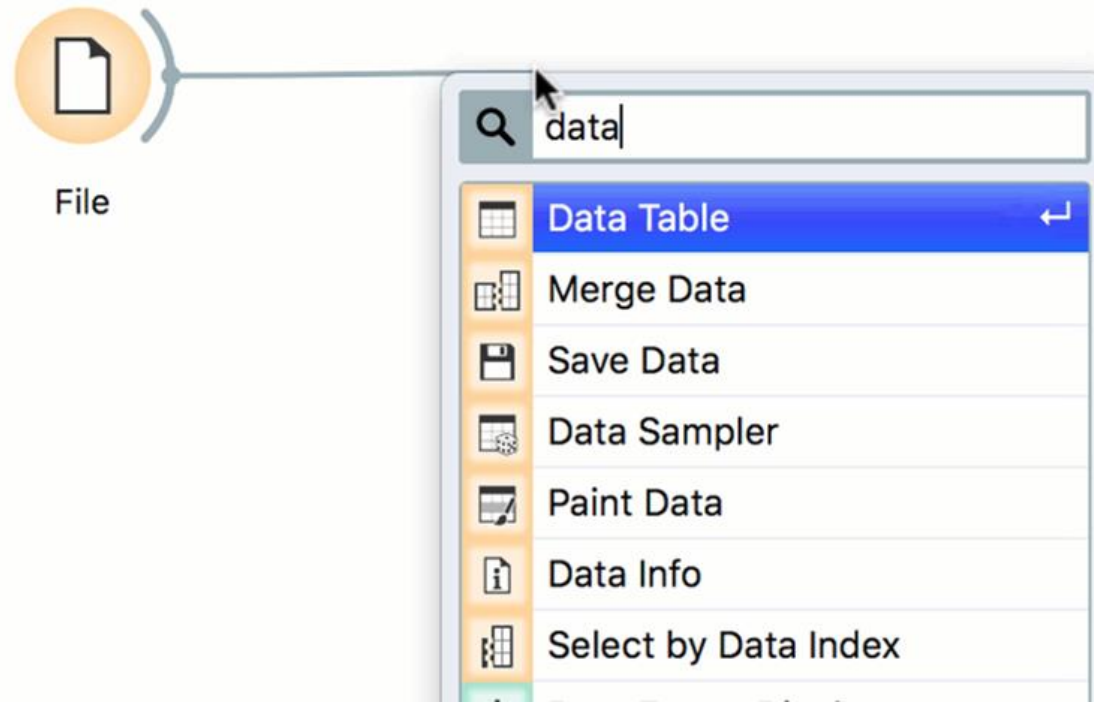 File
data
Data Table
Merge Data
Save Data
Data Sampler
Paint Data
Data Info
Select by Data Index